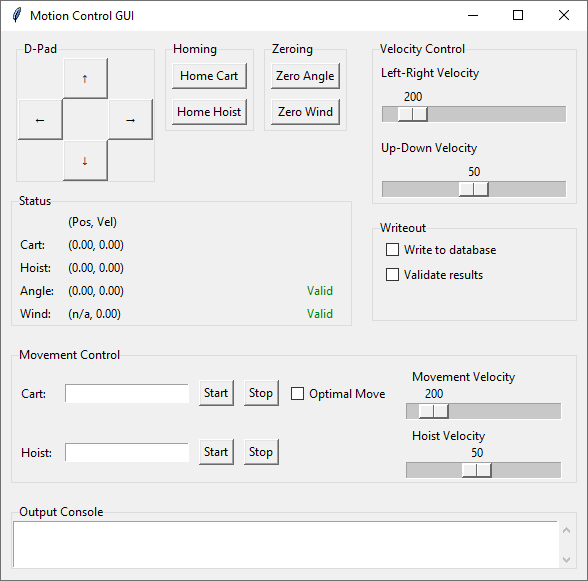 Motion Control GUI
D-Pad
↑
←
→
↓
Homing
Home Cart
Home Hoist
Zeroing
Zero Angle
Zero Wind
Velocity Control
Left-Right Velocity
200
Up-Down Velocity
50
Status
(Pos, Vel)
Cart: (0.00, 0.00)
Hoist: (0.00, 0.00)
Angle: (0.00, 0.00) Valid
Wind: (n/a, 0.00) Valid
Writeout
Write to database
Validate results
Movement Control
Cart: Start Stop Optimal Move
Hoist: Start Stop
Movement Velocity
200
Hoist Velocity
50
Output Console